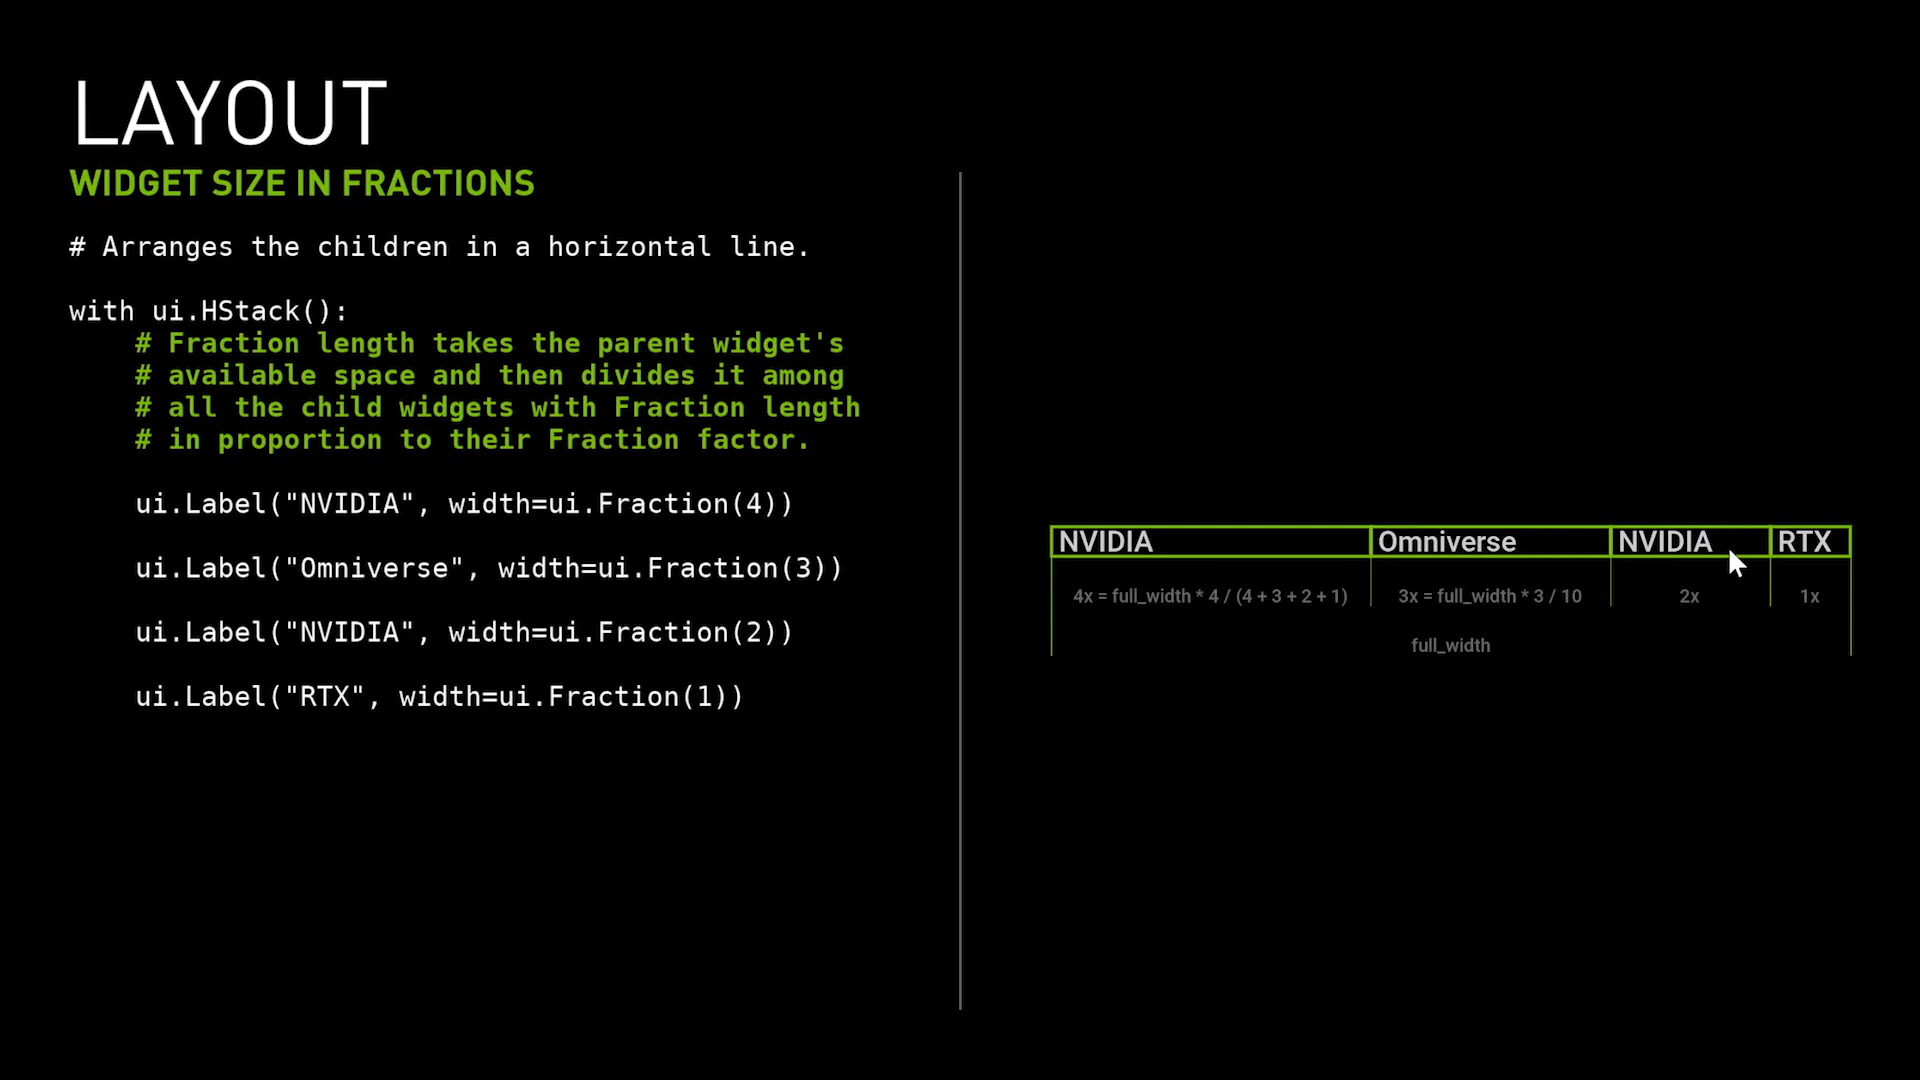 LAYOUT
WIDGET SIZE IN FRACTIONS
# Arranges the children in a horizontal line.
with ui.HStack():
# Fraction length takes the parent widget's
# available space and then divides it among
# all the child widgets with Fraction length
# in proportion to their Fraction factor.
ui.Label("NVIDIA", width=ui.Fraction(4))
ui.Label("Omniverse", width=ui.Fraction(3))
ui.Label("NVIDIA", width=ui.Fraction(2))
ui.Label("RTX", width=ui.Fraction(1))
NVIDIA Omniverse NVIDIA RTX
4x = full_width * 4 / (4 + 3 + 2 + 1) 3x = full_width * 3 / 10 2x 1x
full_width